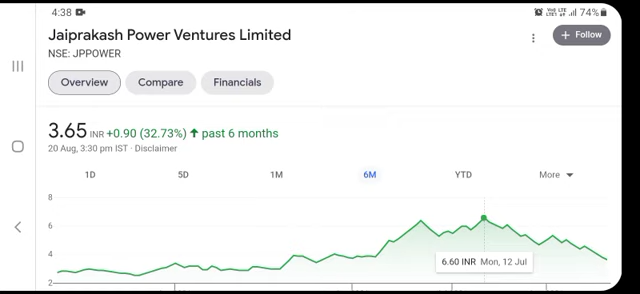 4:38
74%
Jaiprakash Power Ventures Limited
+ Follow
NSE: JPPOWER
Overview
Compare
Financials
3.65 INR +0.90 (32.73%) ↑ past 6 months
20 Aug, 3:30 pm IST · Disclaimer
1D
5D
1M
6M
YTD
More
8
6
4
2
6.60 INR Mon, 12 Jul